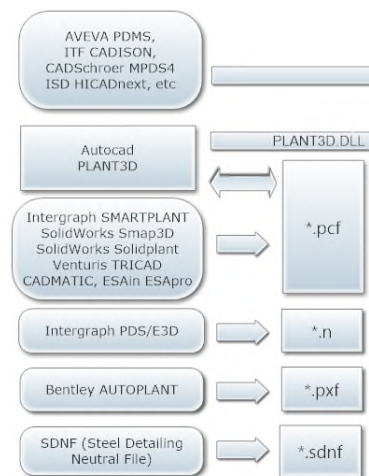 AVEVA PDMS,
ITF CADISON,
CADSchroer MPDS4
ISD HICADnext, etc
PLANT3D.DLL
Autocad
PLANT3D
*.pcf
Intergraph SMARTPLANT
SolidWorks Smap3D
SolidWorks Solidplant
Venturis TRICAD
CADMATIC, ESAin ESApro
Intergraph PDS/E3D
*.n
Bentley AUTOPLANT
*.pxf
SDNF (Steel Detailing
Neutral File)
*.sdnf